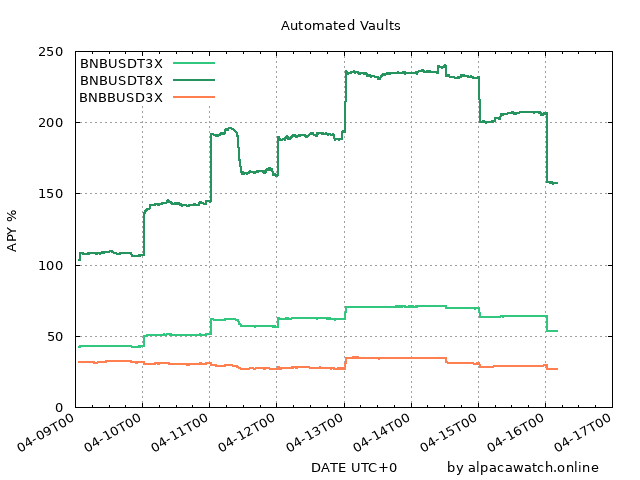 Automated Vaults
BNBUSDT3X
BNBUSDT8X
BNBBUSD3X
APY %
250
200
150
100
50
0
04-09T00
04-10T00
04-11T00
04-12T00
04-13T00
04-14T00
04-15T00
04-16T00
04-17T00
DATE UTC+0
by alpacawatch.online